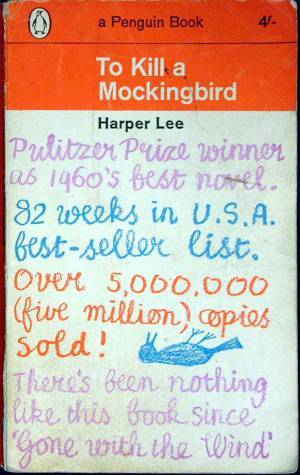 a Penguin Book 4/-
To Kill a
Mockingbird
Harper Lee
Pulitzer Prize winner
as 1960's best novel.
82 weeks in U.S.A.
best-seller list.
Over 5,000,000
(five million) copies
sold!
There's been nothing
like this book since
'Gone with the Wind'